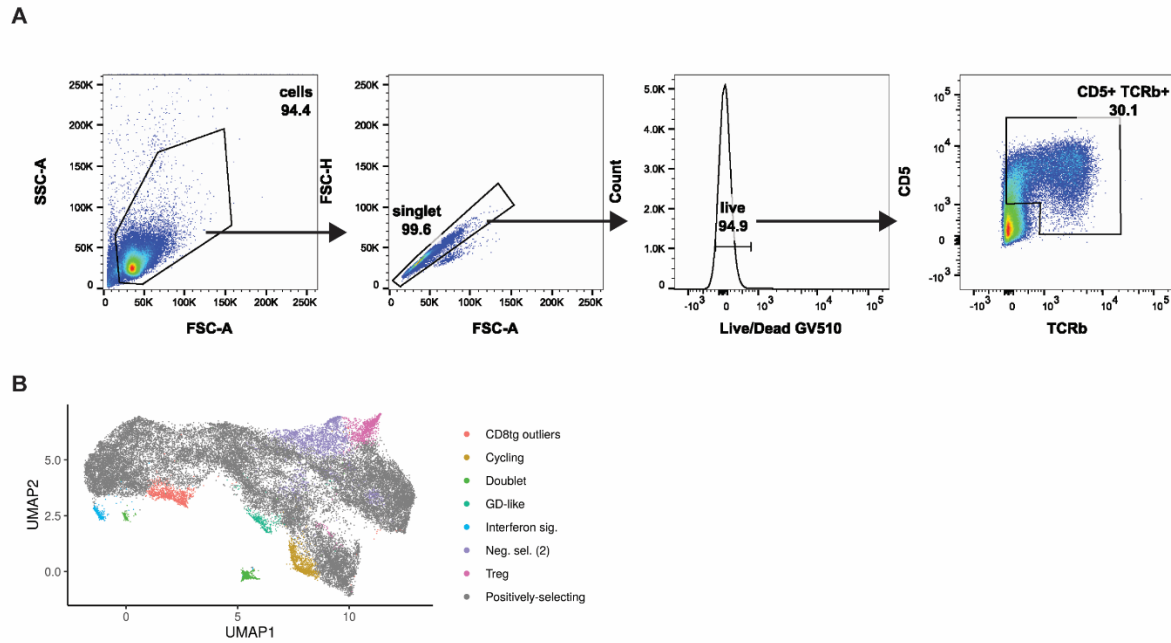 A
SSC-A
250K
200K
150K
100K
50K
0
cells
94.4
0 50K 100K 150K 200K 250K
FSC-A
FSC-H
250K
200K
150K
100K
50K
0
singlet
99.6
0 50K 100K 150K 200K 250K
FSC-A
Count
5.0K
4.0K
3.0K
2.0K
1.0K
0
live
94.9
-10³ 0 10³ 10⁴ 10⁵
Live/Dead GV510
CD5
10⁵
10⁴
10³
0
-10³
CD5+ TCRb+
30.1
-10³ 0 10³ 10⁴ 10⁵
TCRb
B
UMAP2
5.0
2.5
0.0
0 5 10
UMAP1
CD8tg outliers
Cycling
Doublet
GD-like
Interferon sig.
Neg. sel. (2)
Treg
Positively-selecting